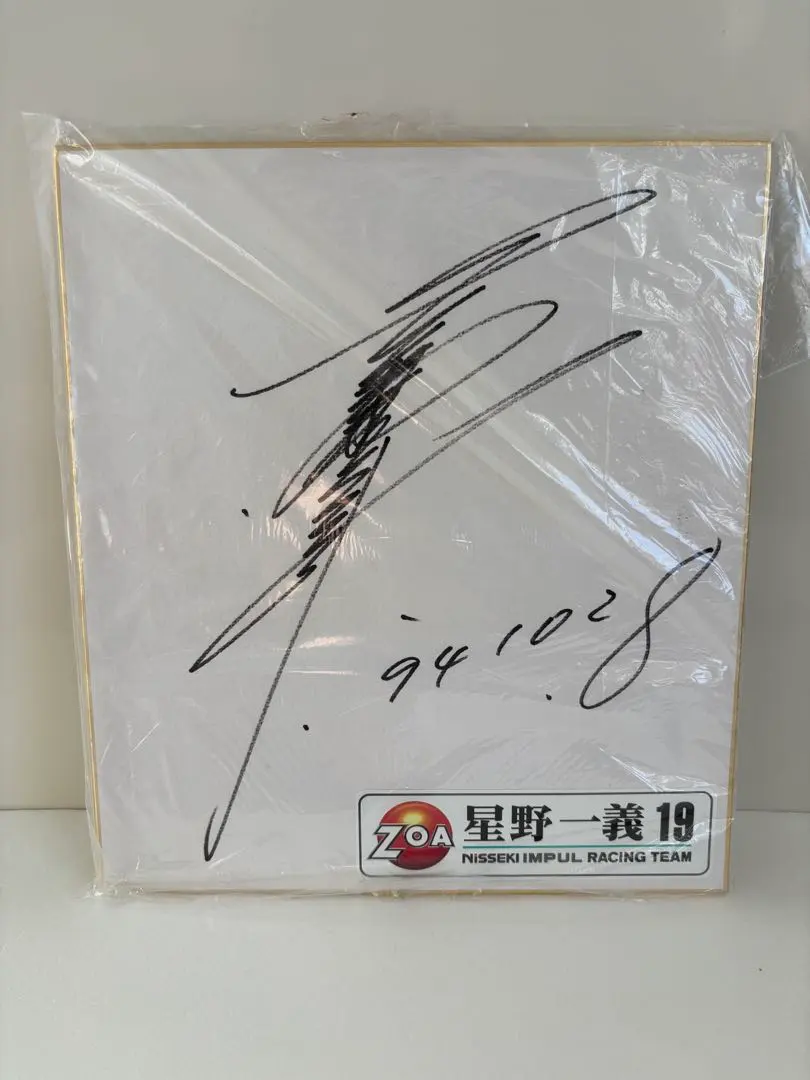 '94 10.28
ZOA
星野一義 19
NiSSEKI IMPUL RACING TEAM